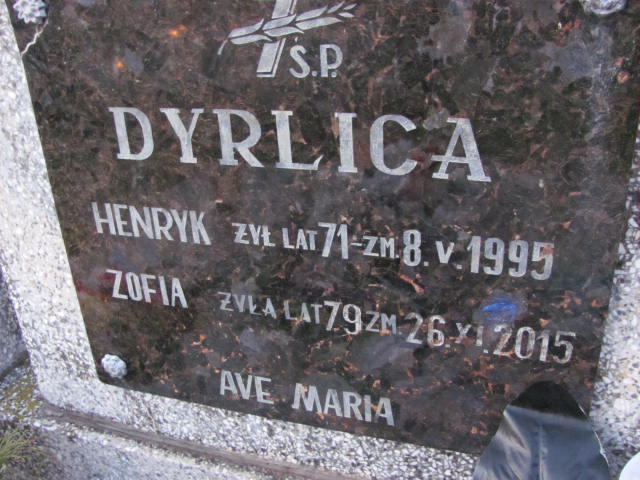 Ś.P.
DYRLICA
HENRYK ŻYŁ LAT 71-ZM. 8.V.1995
ZOFIA ŻYŁA LAT 79 ZM. 26.XI.2015
AVE MARIA